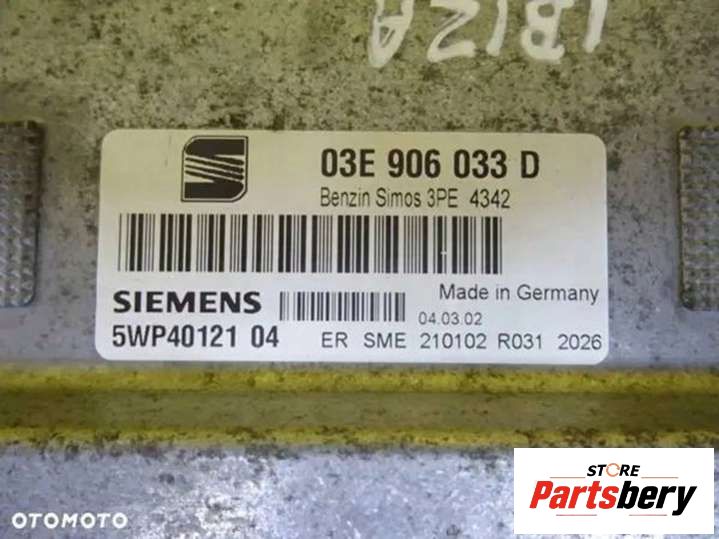 IBIZA
03E 906 033 D
Benzin Simos 3PE 4342
SIEMENS
Made in Germany
04.03.02
5WP40121 04
ER SME 210102 R031 2026
STORE
Partsbery
OTOMOTO